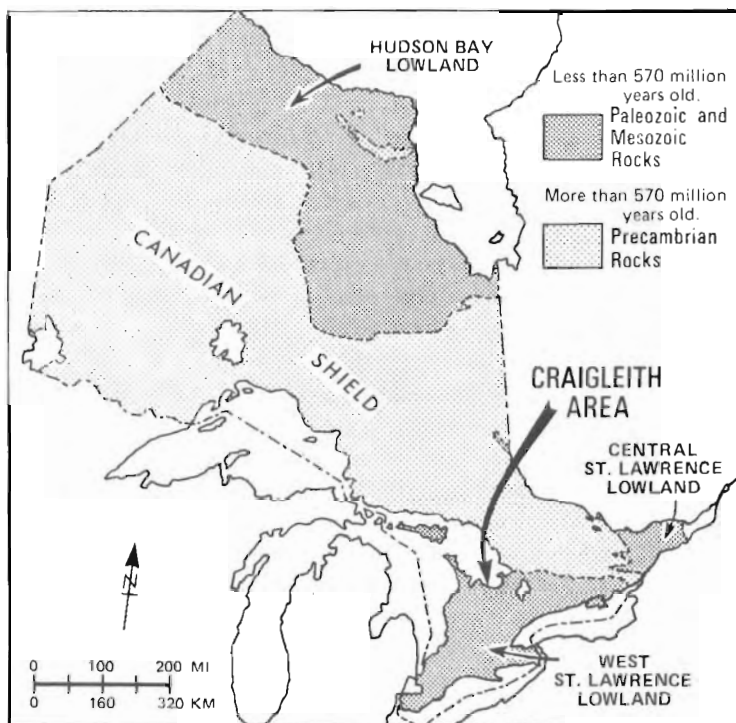 HUDSON BAY
LOWLAND
Less than 570 million
years old.
Paleozoic and
Mesozoic
Rocks
More than 570 million
years old.
Precambrian
Rocks
CANADIAN
SHIELD
CRAIGLEITH
AREA
CENTRAL
ST. LAWRENCE
LOWLAND
N
0 100 200 MI
0 160 320 KM
WEST
ST. LAWRENCE
LOWLAND